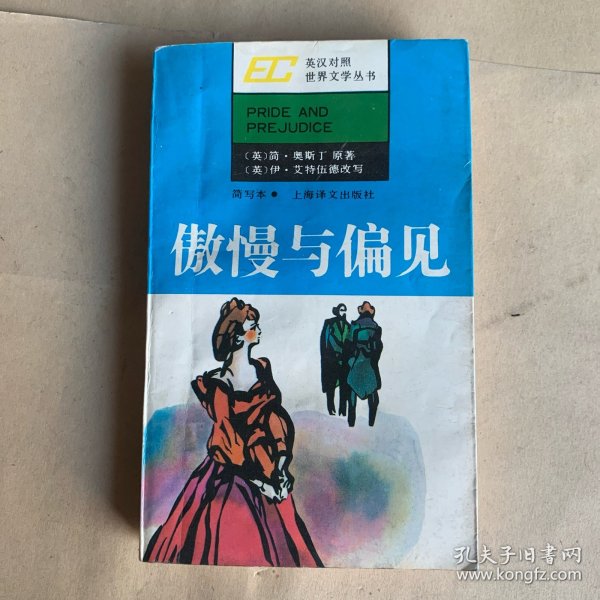 EC
英汉对照
世界文学丛书
PRIDE AND
PREJUDICE
(英)简·奥斯丁 原著
(英)伊·艾特伍德改写
简写本● 上海译文出版社
傲慢与偏见
孔夫子旧书网
www.kongfz.com